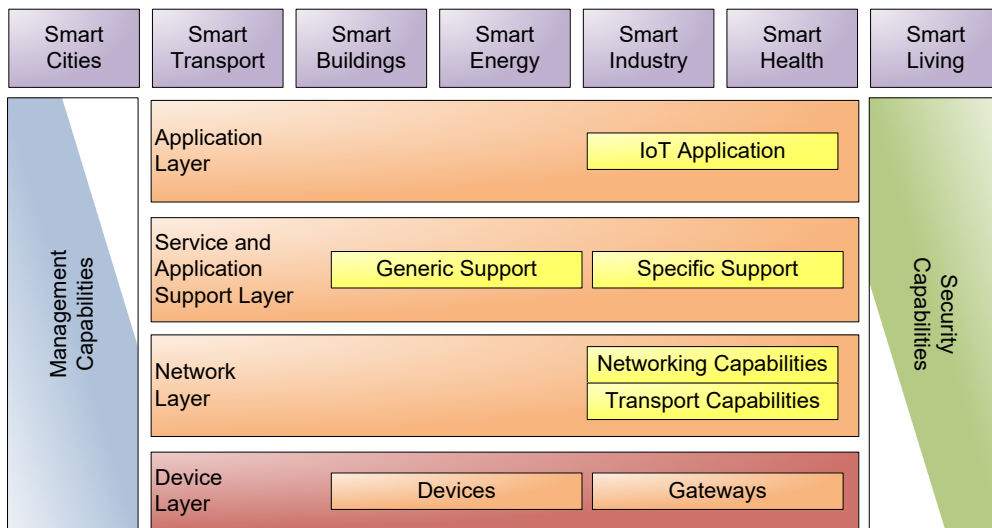 Smart
Cities
Smart
Transport
Smart
Buildings
Smart
Energy
Smart
Industry
Smart
Health
Smart
Living
Management
Capabilities
Application
Layer
IoT Application
Service and
Application
Support Layer
Generic Support
Specific Support
Network
Layer
Networking Capabilities
Transport Capabilities
Device
Layer
Devices
Gateways
Security
Capabilities